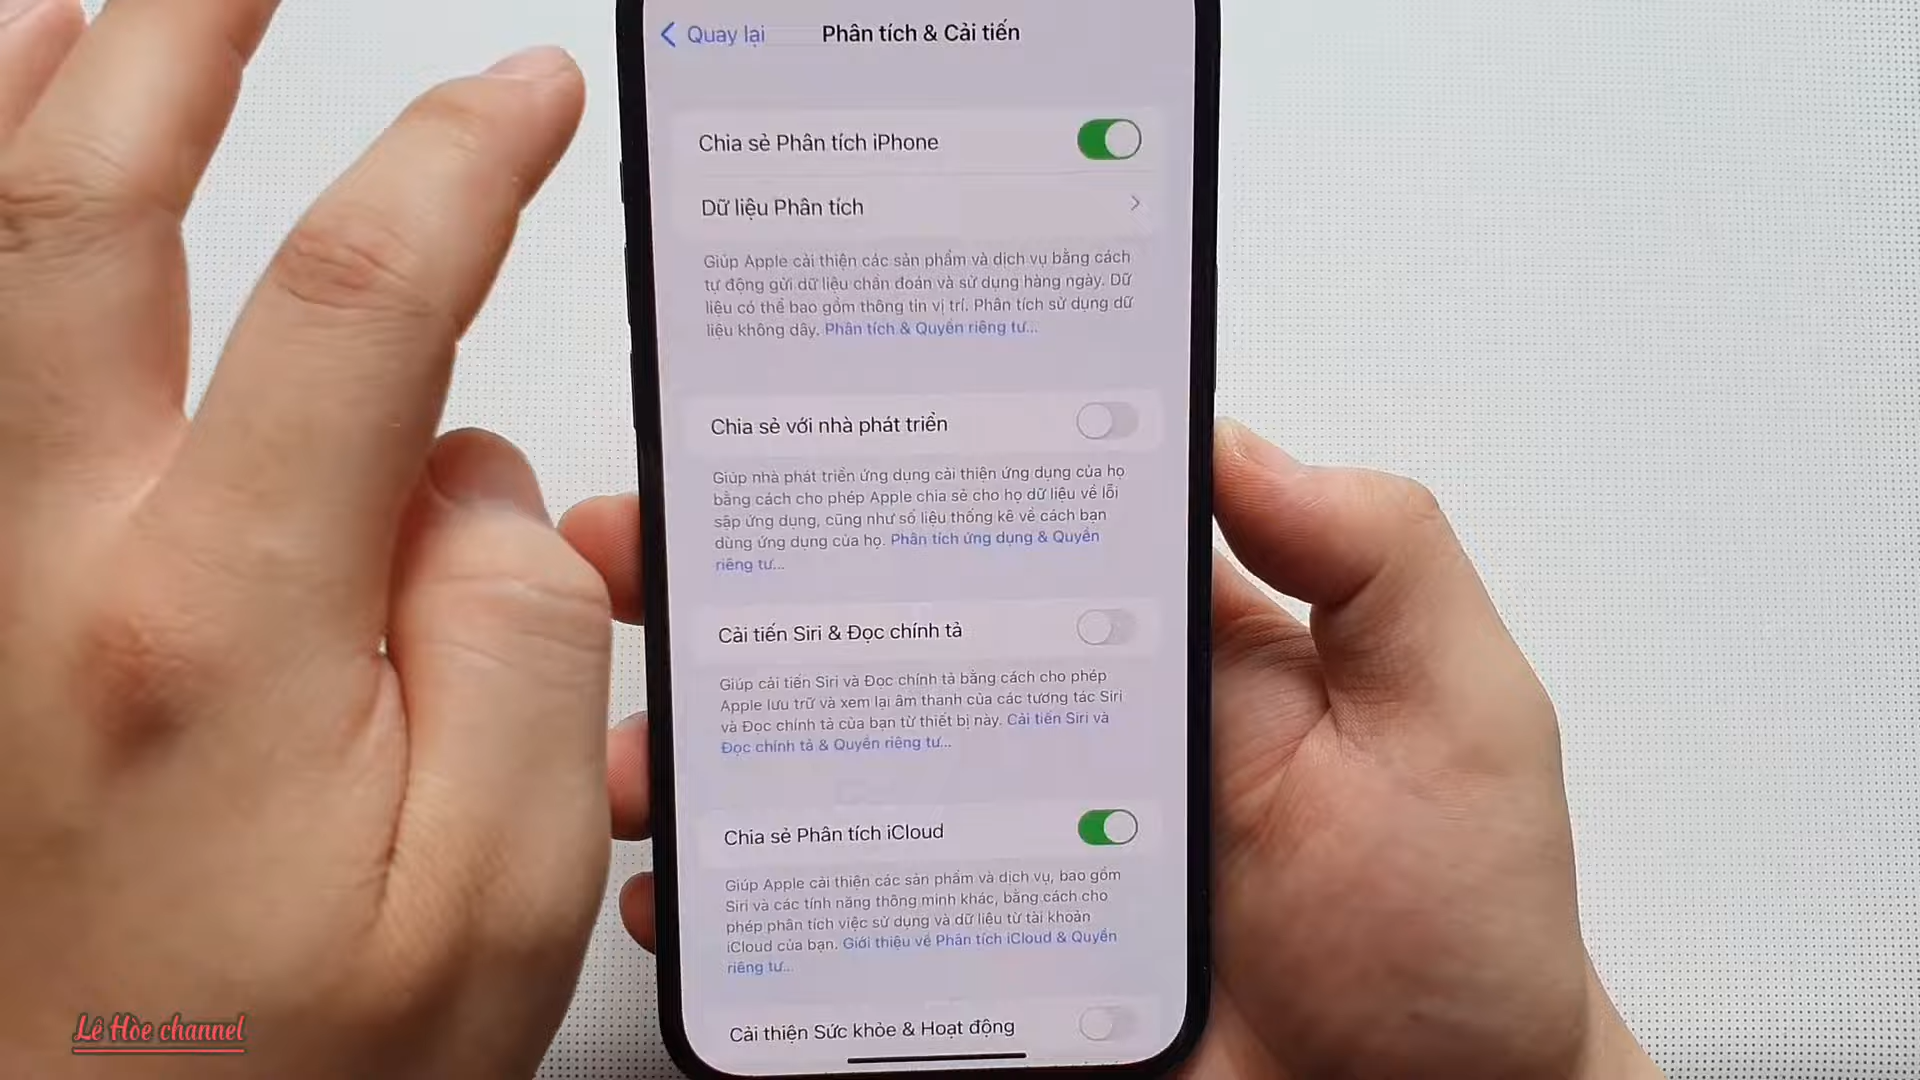 Quay lại
Phân tích & Cải tiến
Chia sẻ Phân tích iPhone
Dữ liệu Phân tích
Giúp Apple cải thiện các sản phẩm và dịch vụ bằng cách
tự động gửi dữ liệu chẩn đoán và sử dụng hàng ngày. Dữ
liệu có thể bao gồm thông tin vị trí. Phân tích sử dụng dữ
liệu không dây. Phân tích & Quyền riêng tư...
Chia sẻ với nhà phát triển
Giúp nhà phát triển ứng dụng cải thiện ứng dụng của họ
bằng cách cho phép Apple chia sẻ cho họ dữ liệu về lỗi
sập ứng dụng, cũng như số liệu thống kê về cách bạn
dùng ứng dụng của họ. Phân tích ứng dụng & Quyền
riêng tư...
Cải tiến Siri & Đọc chính tả
Giúp cải tiến Siri và Đọc chính tả bằng cách cho phép
Apple lưu trữ và xem lại âm thanh của các tương tác Siri
và Đọc chính tả của bạn từ thiết bị này. Cải tiến Siri và
Đọc chính tả & Quyền riêng tư...
Chia sẻ Phân tích iCloud
Giúp Apple cải thiện các sản phẩm và dịch vụ, bao gồm
Siri và các tính năng thông minh khác, bằng cách cho
phép phân tích việc sử dụng và dữ liệu từ tài khoản
iCloud của bạn. Giới thiệu về Phân tích iCloud & Quyền
riêng tư...
Cải thiện Sức khỏe & Hoạt động
Lê Hòe channel